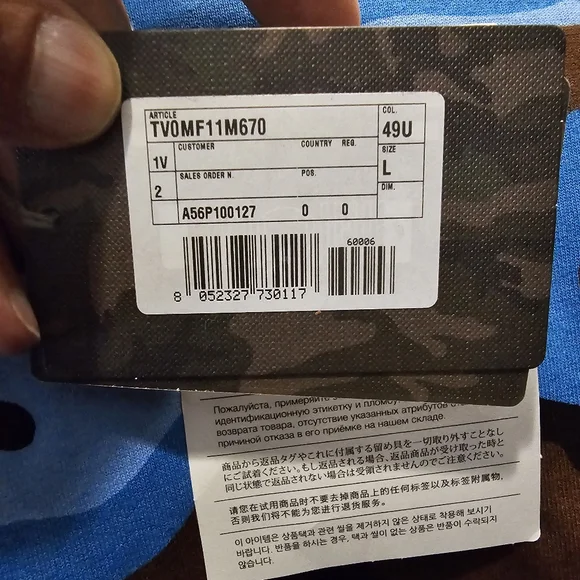 ARTICLE
TV0MF11M670
COL.
49U
CUSTOMER COUNTRY REG.
1V
SIZE
L
SALES ORDER N. POS.
2
DIM.
A56P100127 0 0
60006
8 052327 730117
Пожалуйста, примеряйте
идентификационную этикетку и пломбу
возврата товара, отсутствие указанных атрибутов
причиной отказа в его приёмке на нашем складе.
商品から返品タグやこれに付属する留め具を一切取り外すことなし
にご試着ください。もし返品される場合、返品商品が受け取った時と
同じ状態で返品されない場合は受領されませんのでご注意ください。
请您在试用商品时不要去掉商品上的任何标签以及标签附属物,
否则我们将不能为您进行退货服务。
이 아이템은 상품택과 관련 씰을 제거하지 않은 상태로 착용해 보시기
바랍니다. 반품을 하시는 경우, 택과 씰이 없는 상품은 반품이 수락되지
않습니다.